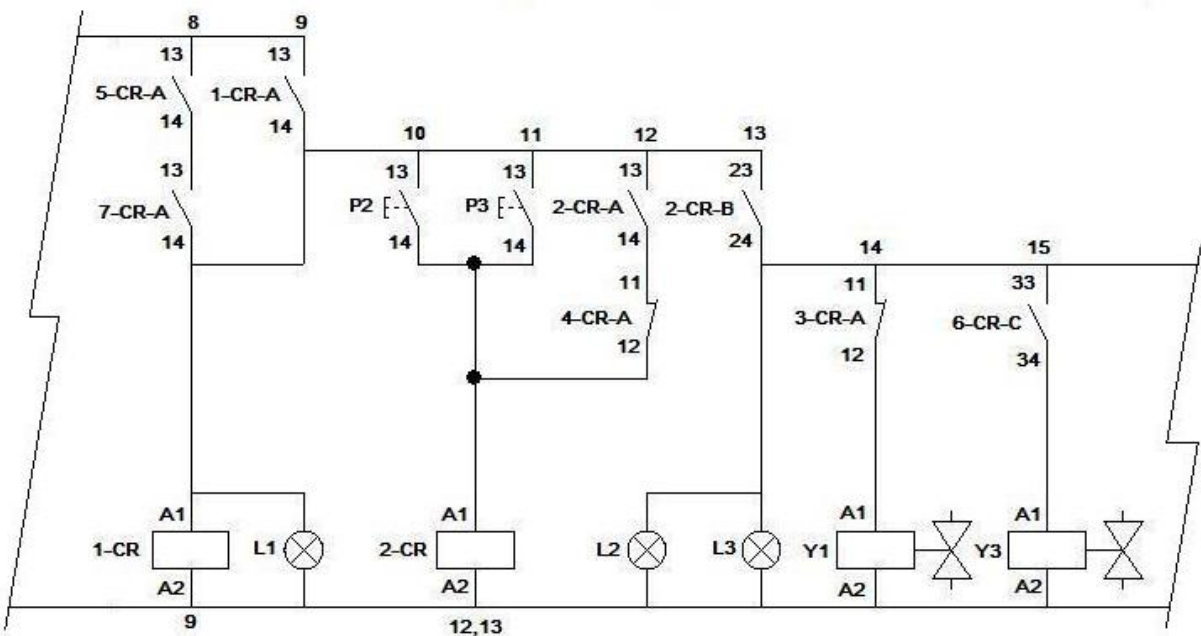 8 9
13 13
5-CR-A 1-CR-A
14 14
10 11 12 13
13 13 13 13 23
7-CR-A P2 P3 2-CR-A 2-CR-B
14 14 14 14 24
14 15
11 11 33
4-CR-A 3-CR-A 6-CR-C
12 12 34
A1 A1 A1 A1
1-CR L1 2-CR L2 L3 Y1 Y3
A2 A2 A2 A2
9 12,13